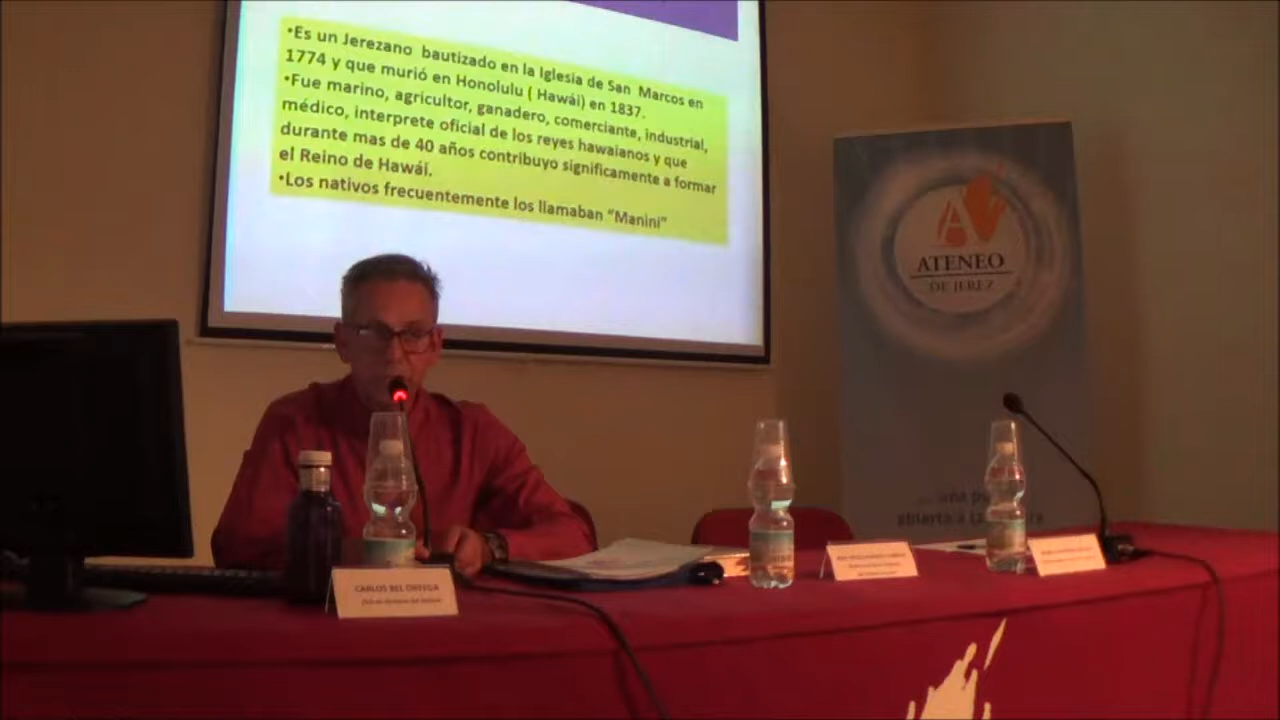 •Es un Jerezano bautizado en la Iglesia de San Marcos en
1774 y que murió en Honolulu ( Hawái) en 1837.
•Fue marino, agricultor, ganadero, comerciante, industrial,
médico, interprete oficial de los reyes hawaianos y que
durante mas de 40 años contribuyo significamente a formar
el Reino de Hawái.
•Los nativos frecuentemente los llamaban “Manini”
ATENEO
DE JEREZ
... una
abierta a la
CARLOS BEL ORTEGA